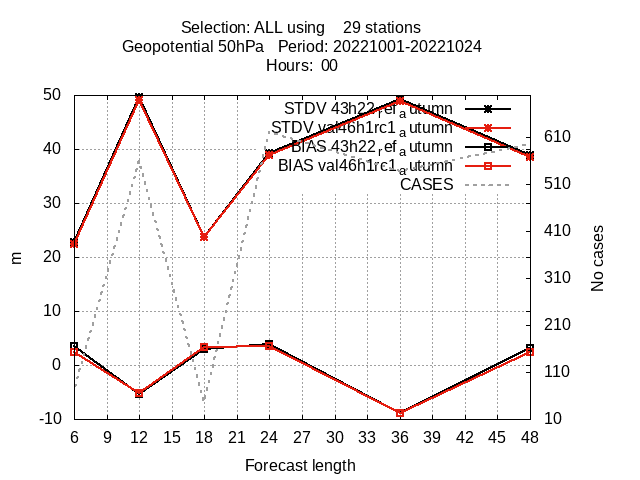 Selection: ALL using    29 stations
Geopotential 50hPa   Period: 20221001-20221024
Hours:  00
STDV 43h22_ref_autumn
STDV val46h1rc1_autumn
BIAS 43h22_ref_autumn
BIAS val46h1rc1_autumn
CASES
50
40
30
20
10
0
-10
m
610
510
410
310
210
110
10
No cases
6 9 12 15 18 21 24 27 30 33 36 39 42 45 48
Forecast length